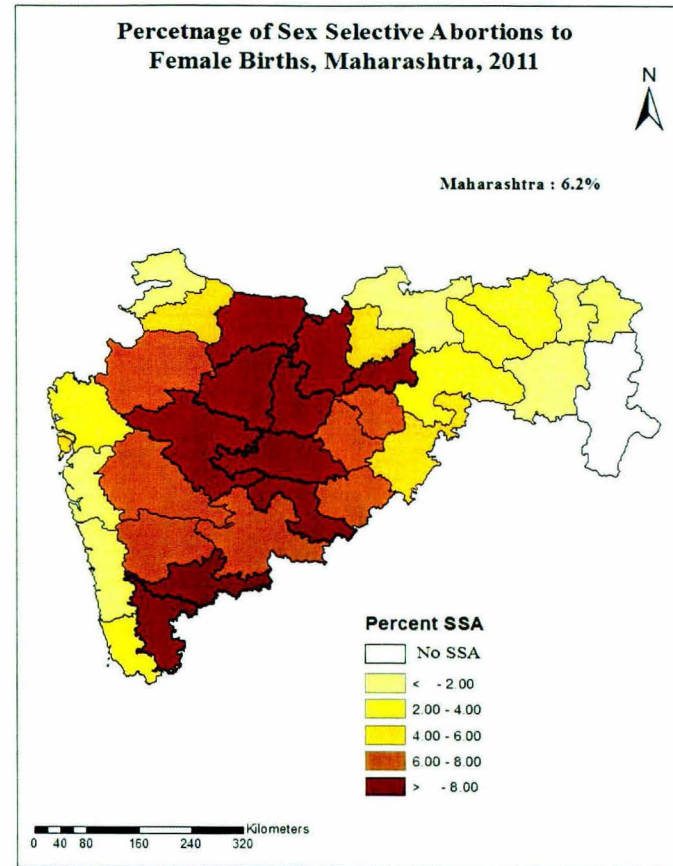 Percetnage of Sex Selective Abortions to
Female Births, Maharashtra, 2011
N
Maharashtra : 6.2%
Percent SSA
No SSA
< - 2.00
2.00 - 4.00
4.00 - 6.00
6.00 - 8.00
> - 8.00
Kilometers
0 40 80 160 240 320